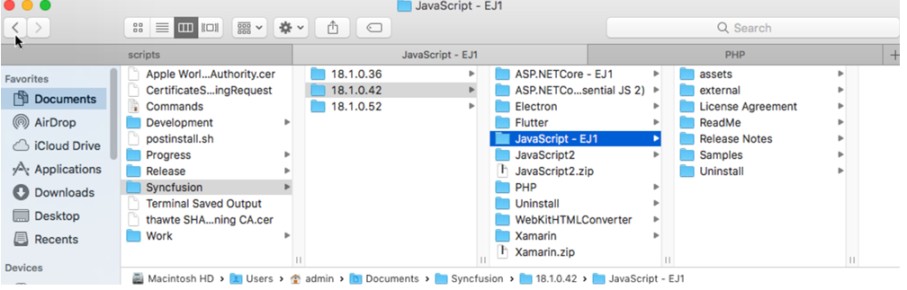 JavaScript - EJ1
Search
scripts
JavaScript - EJ1
PHP
Favorites
Documents
AirDrop
iCloud Drive
Applications
Downloads
Desktop
Recents
Devices
Apple Worl...Authority.cer
CertificateS...ingRequest
Commands
Development
postinstall.sh
Progress
Release
Syncfusion
Terminal Saved Output
thawte SHA...ning CA.cer
Work
18.1.0.36
18.1.0.42
18.1.0.52
ASP.NETCore - EJ1
ASP.NETCo...sential JS 2)
Electron
Flutter
JavaScript - EJ1
JavaScript2
JavaScript2.zip
PHP
Uninstall
WebKitHTMLConverter
Xamarin
Xamarin.zip
assets
external
License Agreement
ReadMe
Release Notes
Samples
Uninstall
Macintosh HD › Users › admin › Documents › Syncfusion › 18.1.0.42 › JavaScript - EJ1